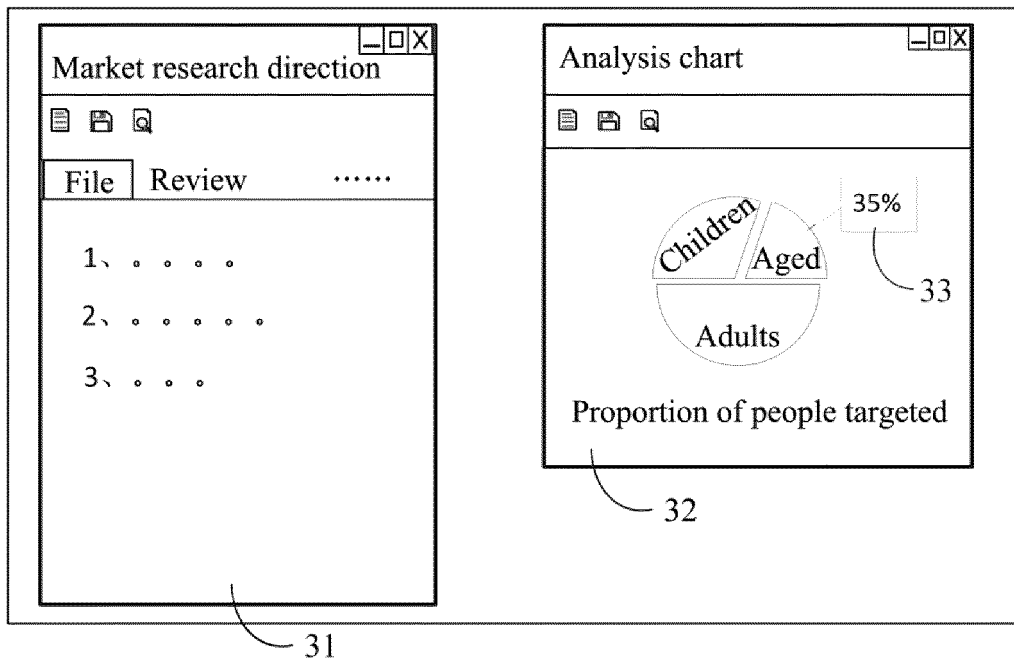 Market research direction
File Review ……
1、。。。。
2、。。。。。
3、。。。
31
Analysis chart
Children
Aged
35%
33
Adults
Proportion of people targeted
32